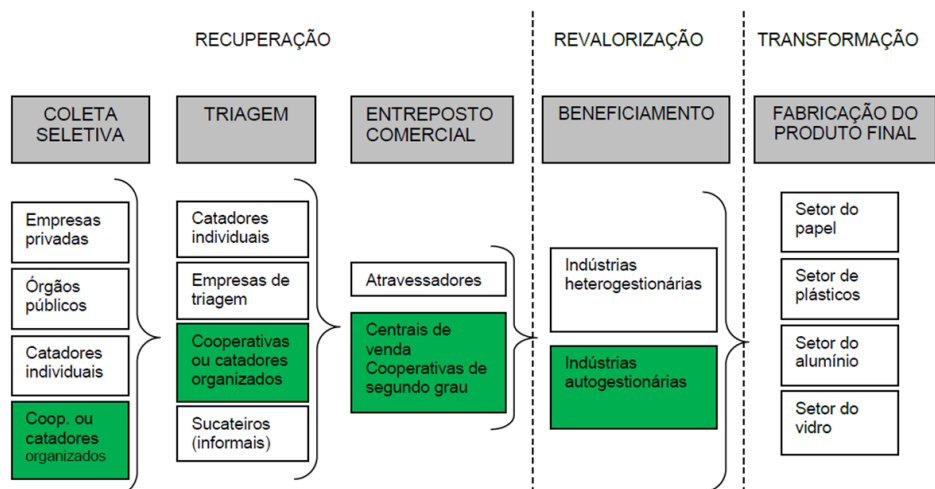 RECUPERAÇÃO
REVALORIZAÇÃO
TRANSFORMAÇÃO
COLETA
SELETIVA
TRIAGEM
ENTREPOSTO
COMERCIAL
BENEFICIAMENTO
FABRICAÇÃO DO
PRODUTO FINAL
Empresas
privadas
Órgãos
públicos
Catadores
individuais
Coop. ou
catadores
organizados
Catadores
individuais
Empresas de
triagem
Cooperativas
ou catadores
organizados
Sucateiros
(informais)
Atravessadores
Centrais de
venda
Cooperativas de
segundo grau
Indústrias
heterogestionárias
Indústrias
autogestionárias
Setor do
papel
Setor de
plásticos
Setor do
alumínio
Setor do
vidro